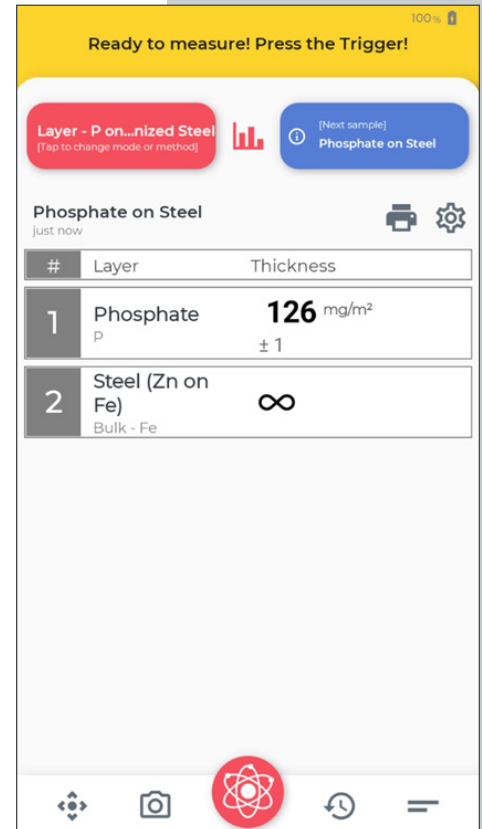 100%
Ready to measure! Press the Trigger!
Layer - P on...nized Steel
[Tap to change mode or method]
[Next sample]
Phosphate on Steel
Phosphate on Steel
just now
# Layer Thickness
1 Phosphate 126 mg/m²
P ± 1
2 Steel (Zn on
Fe) ∞
Bulk - Fe